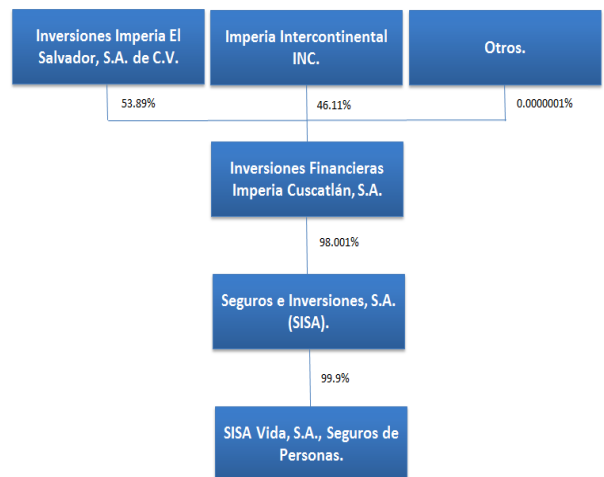 Inversiones Imperia El
Salvador, S.A. de C.V.
Imperia Intercontinental
INC.
Otros.
53.89%
46.11%
0.0000001%
Inversiones Financieras
Imperia Cuscatlán, S.A.
98.001%
Seguros e Inversiones, S.A.
(SISA).
99.9%
SISA Vida, S.A., Seguros de
Personas.